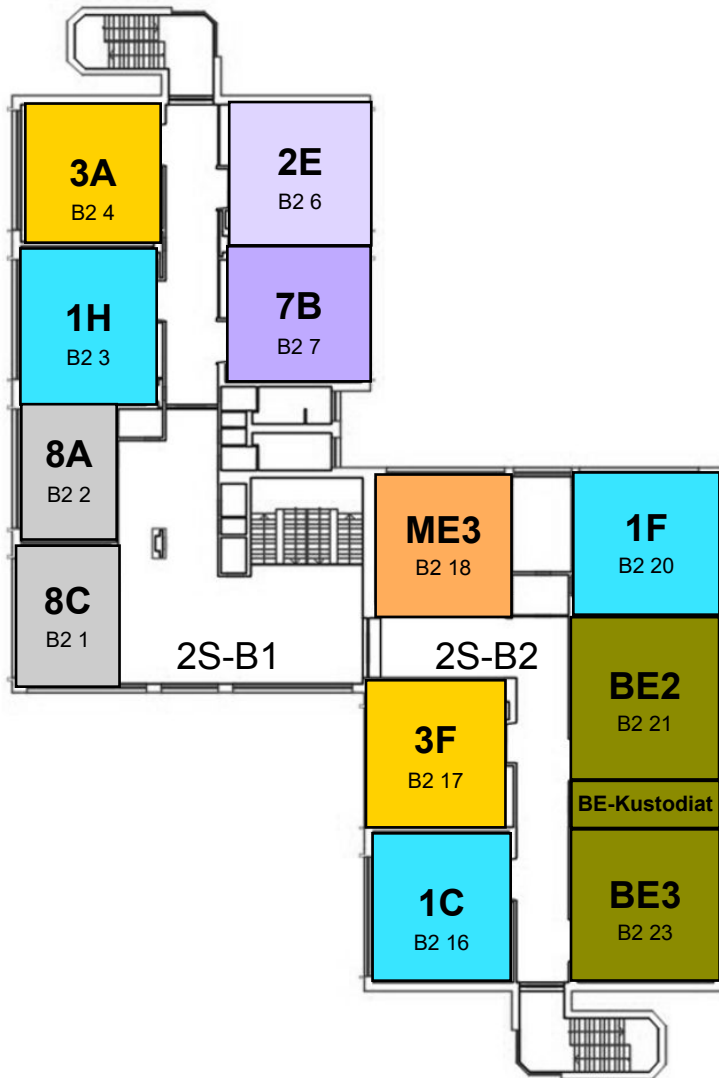 3A
B2 4
2E
B2 6
1H
B2 3
7B
B2 7
8A
B2 2
8C
B2 1
2S-B1
ME3
B2 18
1F
B2 20
2S-B2
BE2
B2 21
3F
B2 17
BE-Kustodiat
1C
B2 16
BE3
B2 23